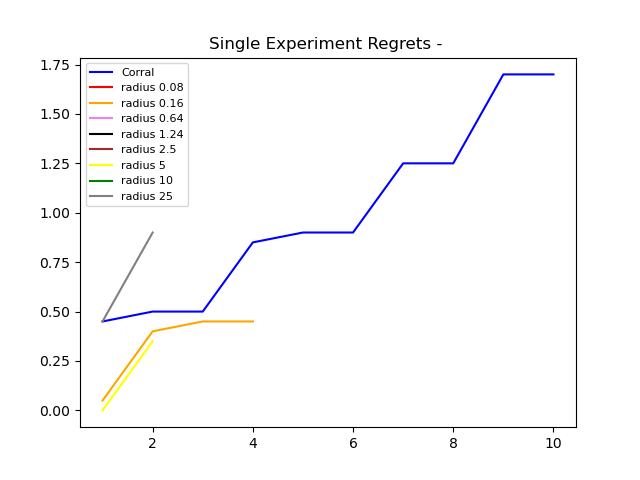 Single Experiment Regrets -
1.75
1.50
1.25
1.00
0.75
0.50
0.25
0.00
Corral
radius 0.08
radius 0.16
radius 0.64
radius 1.24
radius 2.5
radius 5
radius 10
radius 25
2 4 6 8 10